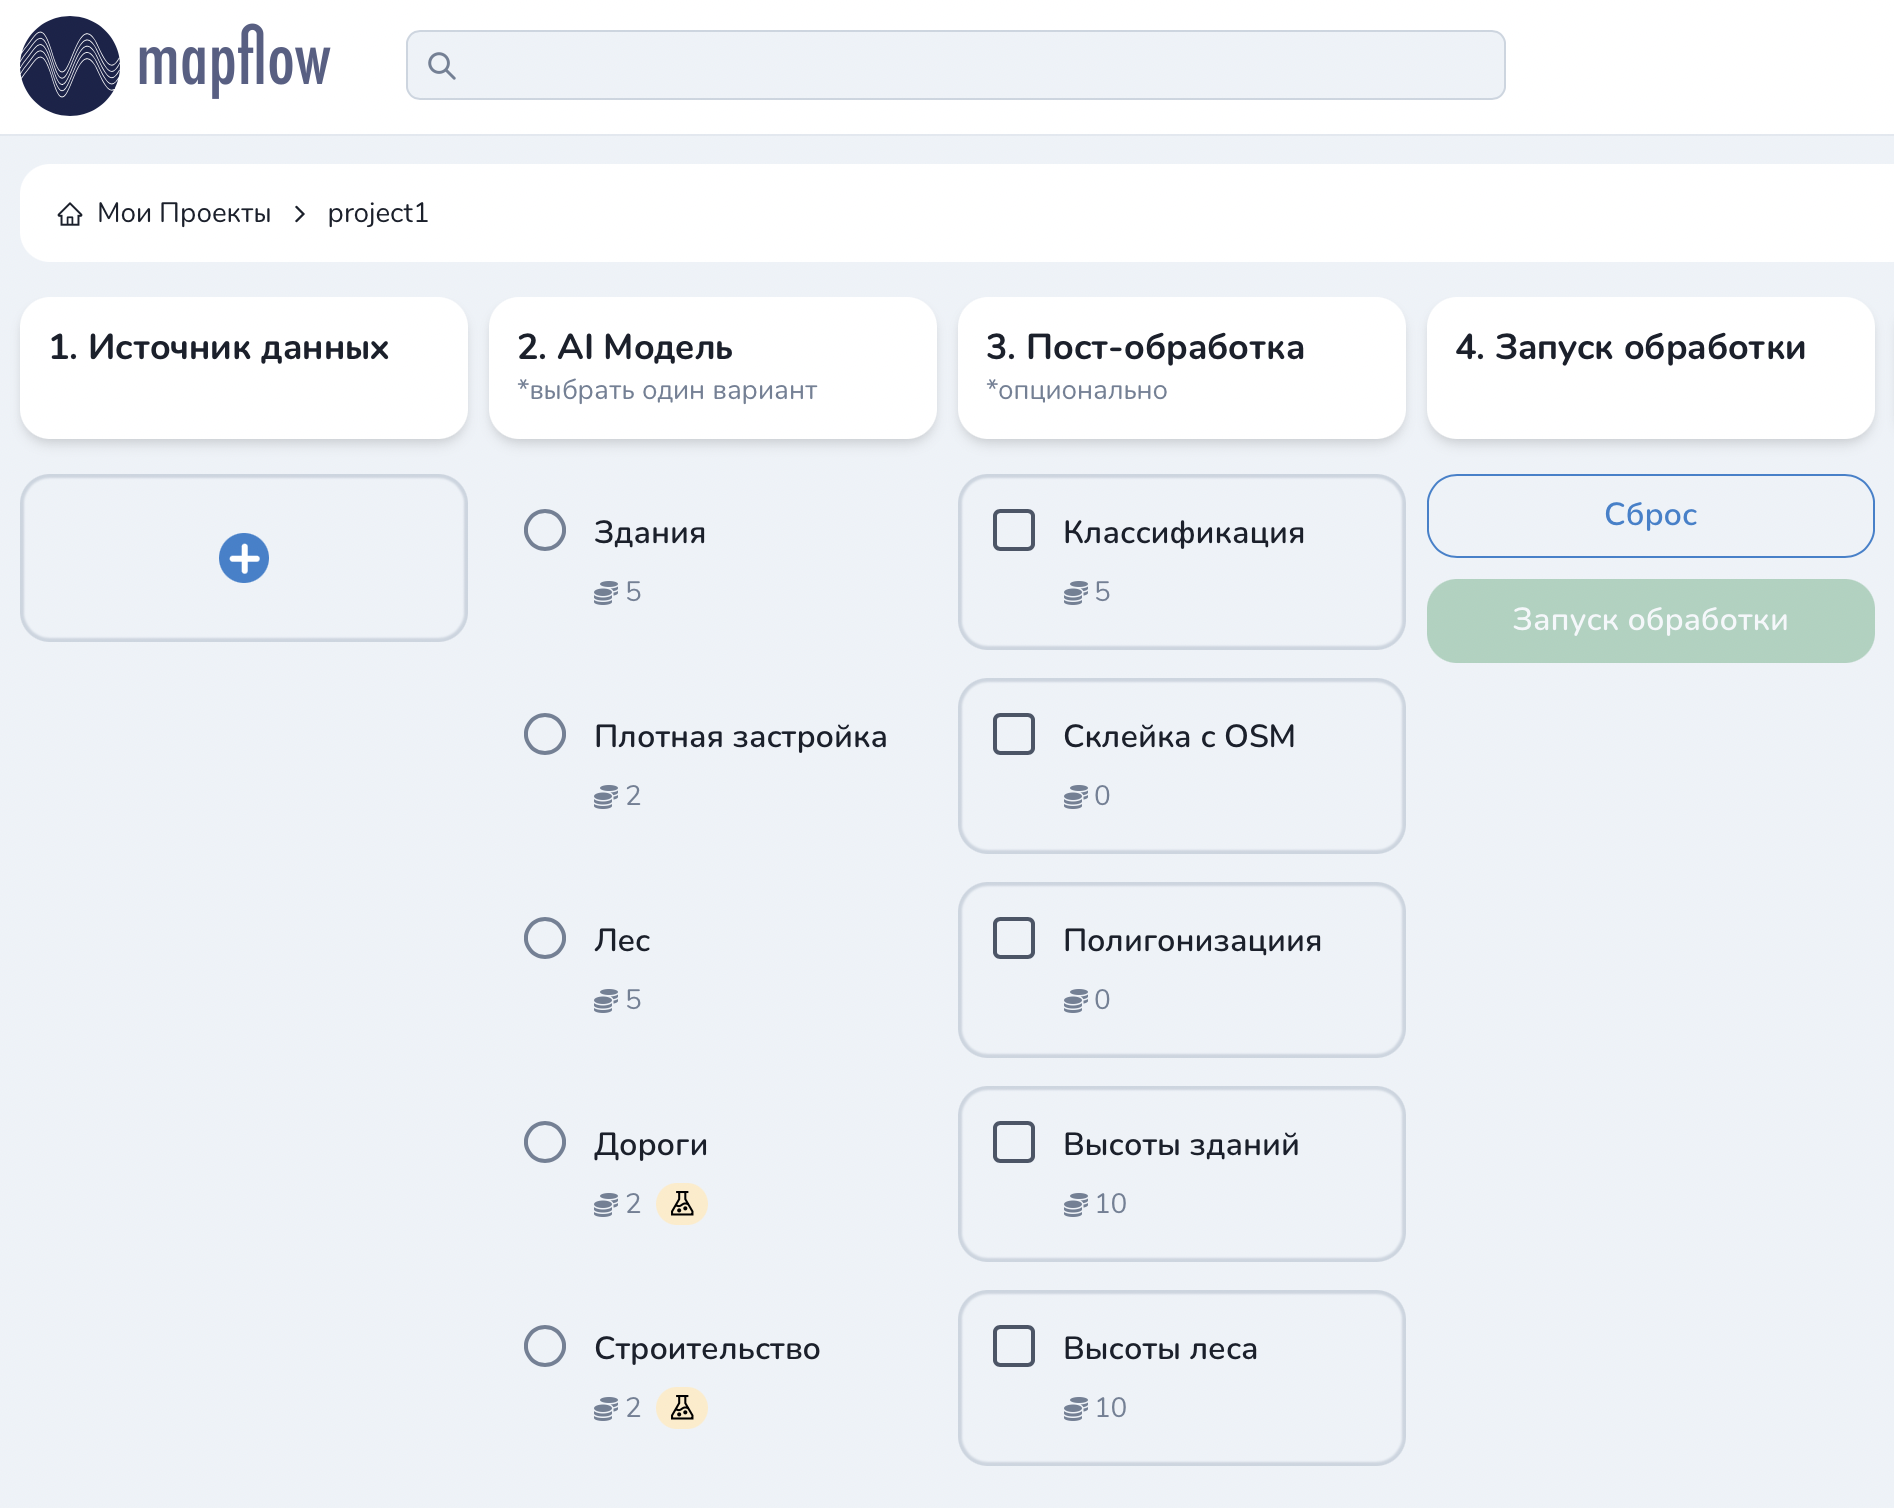 mapflow
Мои Проекты > project1
1. Источник данных
2. AI Модель
*выбрать один вариант
3. Пост-обработка
*опционально
4. Запуск обработки
Здания
5
Плотная застройка
2
Лес
5
Дороги
2
Строительство
2
Классификация
5
Склейка с OSM
0
Полигонизациия
0
Высоты зданий
10
Высоты леса
10
Сброс
Запуск обработки